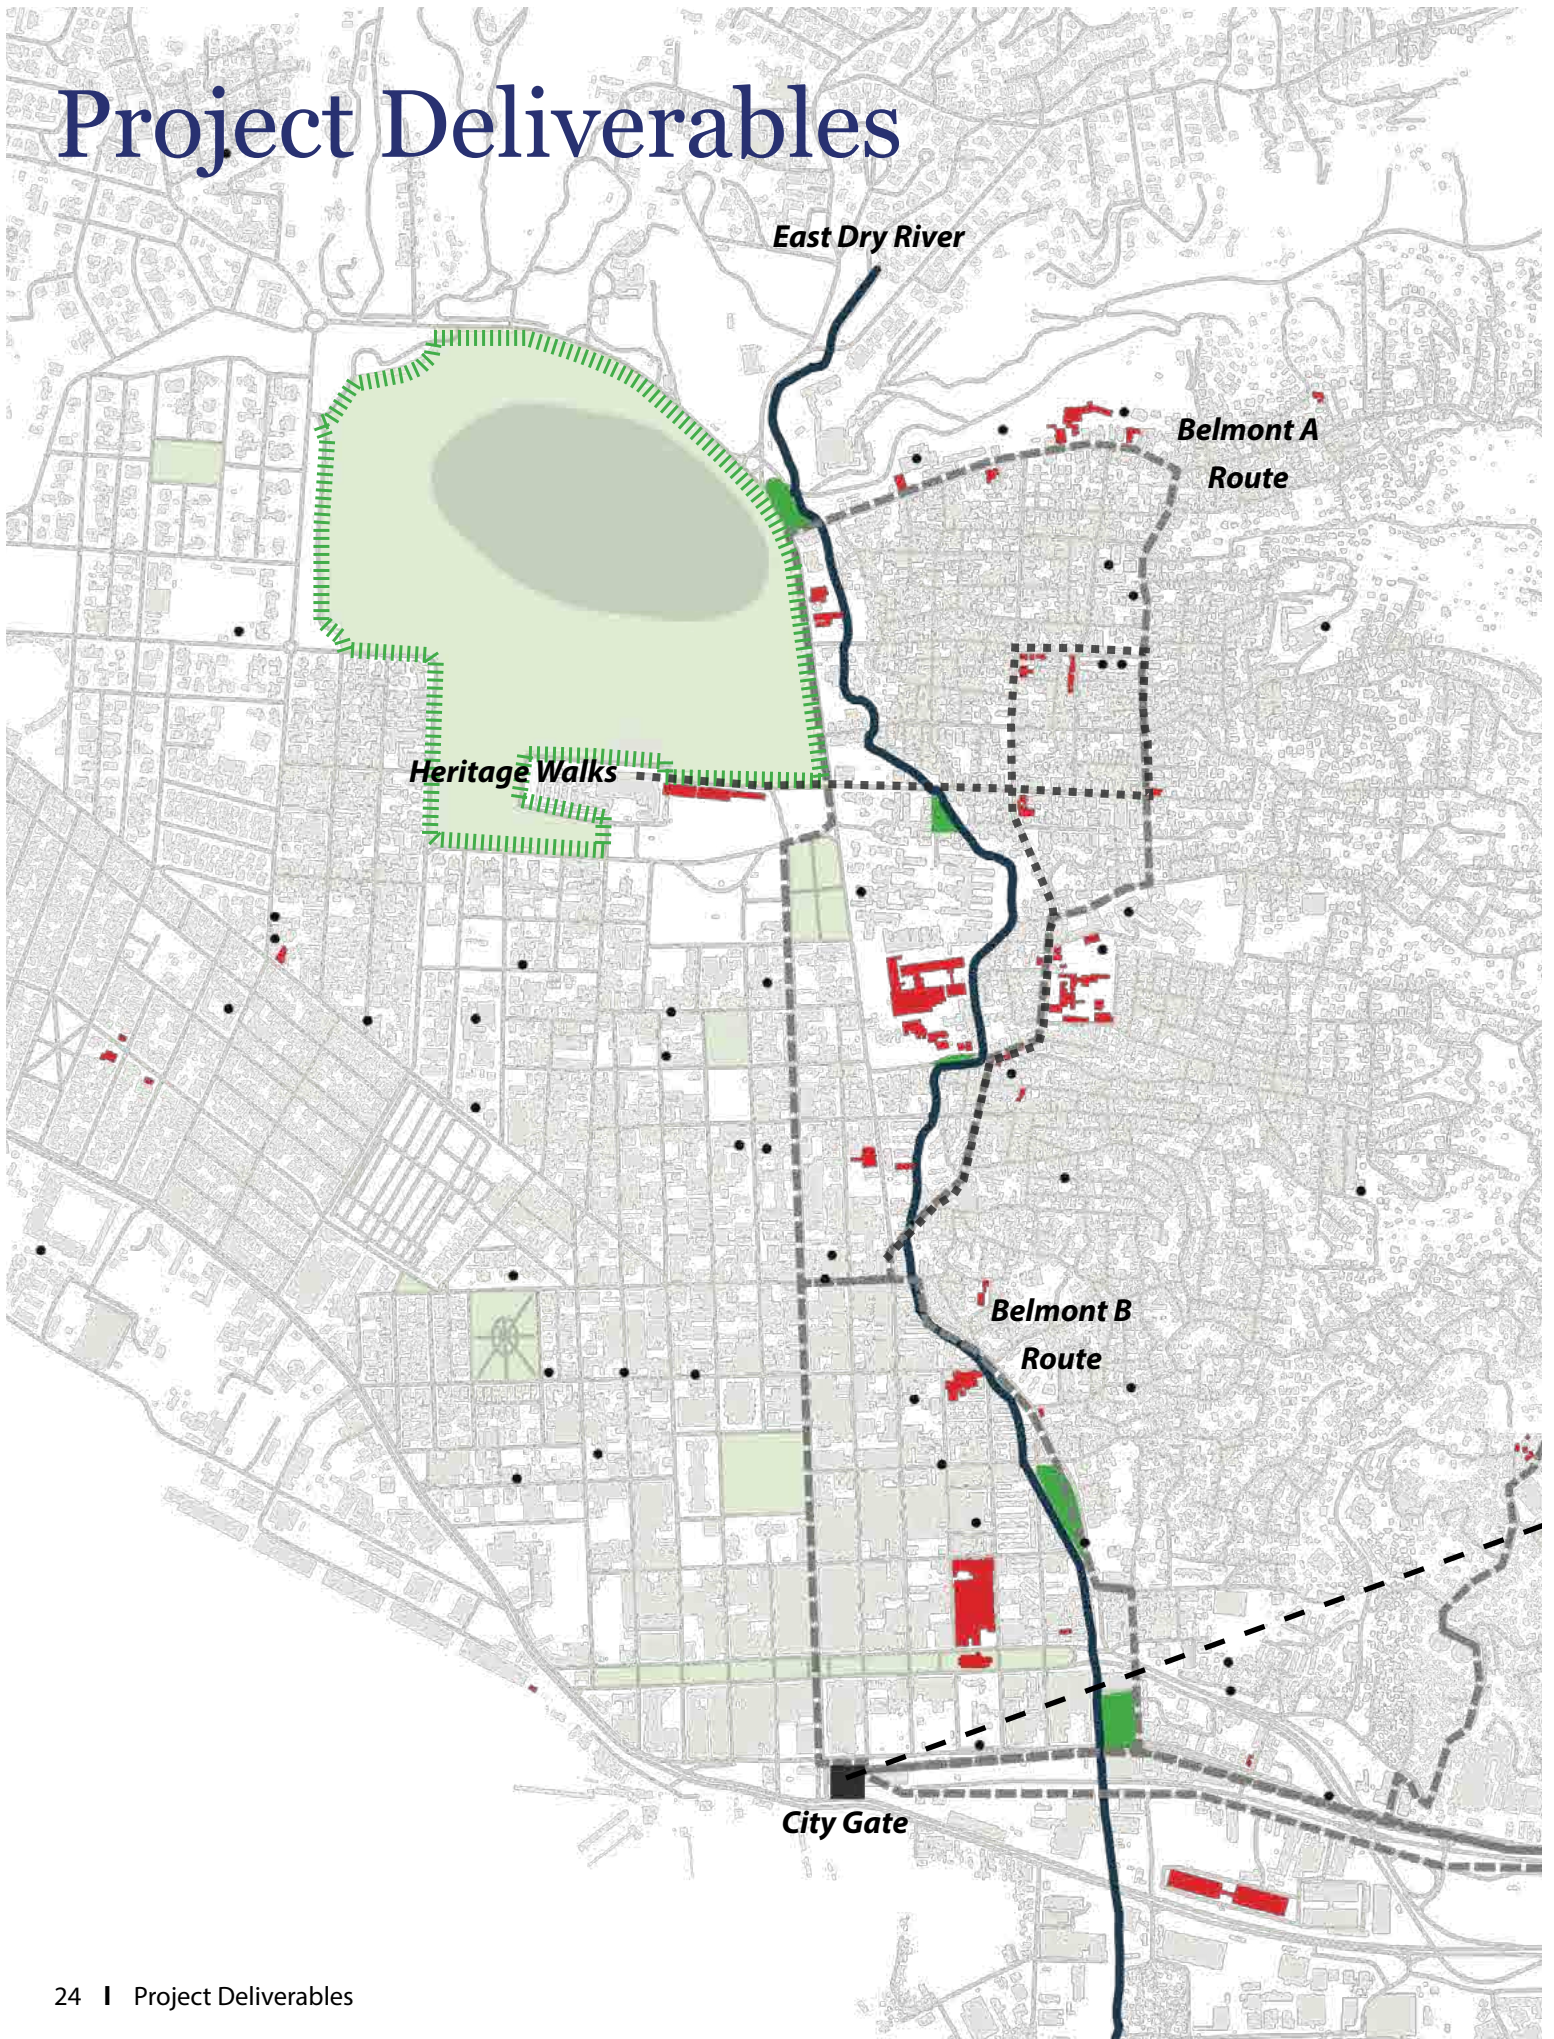 Project Deliverables
East Dry River
Belmont A
Route
Heritage Walks
Belmont B
Route
City Gate
24 I Project Deliverables